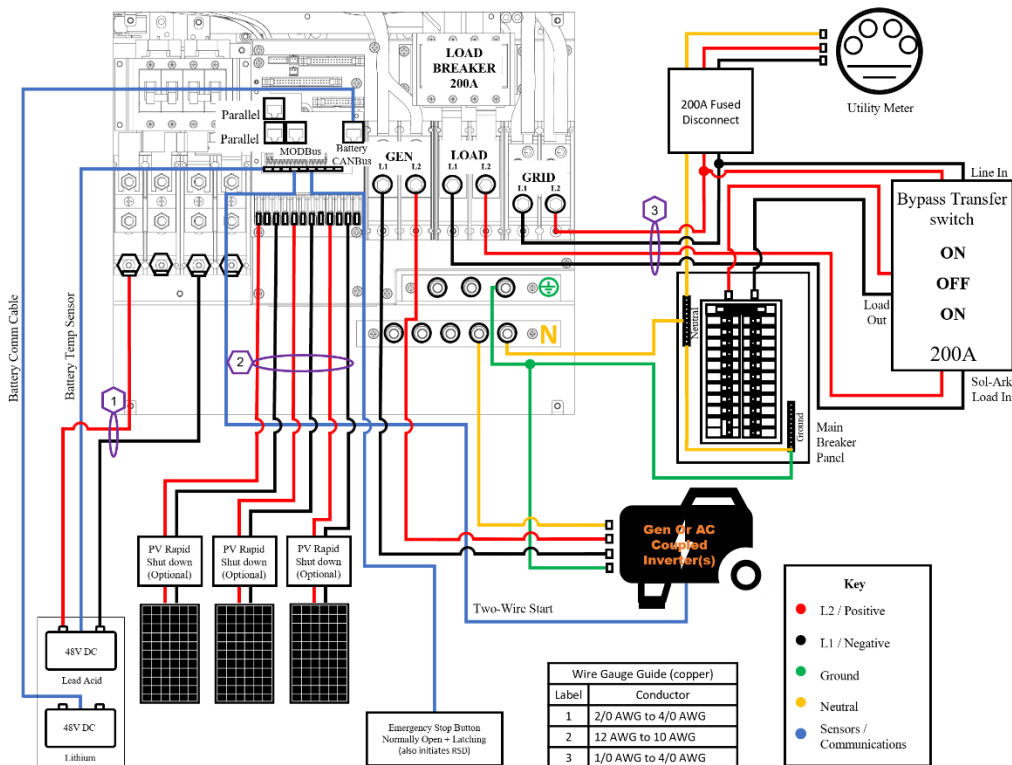 LOAD
BREAKER
200A
Parallel
Parallel
MODBus
Battery
CANBus
GEN
L1
L2
LOAD
L1
L2
GRID
L1
L2
N
200A Fused
Disconnect
Utility Meter
Line In
Bypass Transfer
switch
ON
OFF
ON
200A
Load
Out
Sol-Ark
Load In
3
Neutral
Ground
Main
Breaker
Panel
Battery Comm Cable
Battery Temp Sensor
1
2
PV Rapid
Shut down
(Optional)
PV Rapid
Shut down
(Optional)
PV Rapid
Shut down
(Optional)
Gen Or AC
Coupled
Inverter(s)
Two-Wire Start
48V DC
Lead Acid
48V DC
Lithium
Emergency Stop Button
Normally Open + Latching
(also initiates RSD)
Wire Gauge Guide (copper)
Label Conductor
1 2/0 AWG to 4/0 AWG
2 12 AWG to 10 AWG
3 1/0 AWG to 4/0 AWG
Key
L2 / Positive
L1 / Negative
Ground
Neutral
Sensors /
Communications